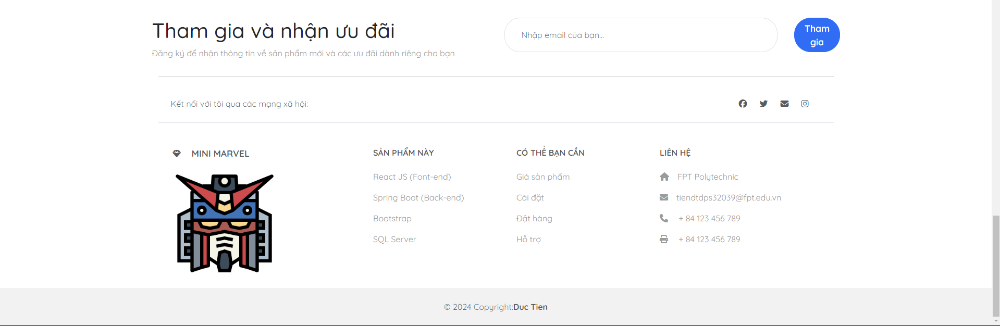 Tham gia và nhận ưu đãi
Đăng ký để nhận thông tin về sản phẩm mới và các ưu đãi dành riêng cho bạn
Nhập email của bạn...
Tham
gia
Kết nối với tôi qua các mạng xã hội:
MINI MARVEL
SẢN PHẨM NÀY
React JS (Font-end)
Spring Boot (Back-end)
Bootstrap
SQL Server
CÓ THỂ BẠN CẦN
Giá sản phẩm
Cài đặt
Đặt hàng
Hỗ trợ
LIÊN HỆ
FPT Polytechnic
tiendtdps32039@fpt.edu.vn
+ 84 123 456 789
+ 84 123 456 789
© 2024 Copyright:Duc Tien